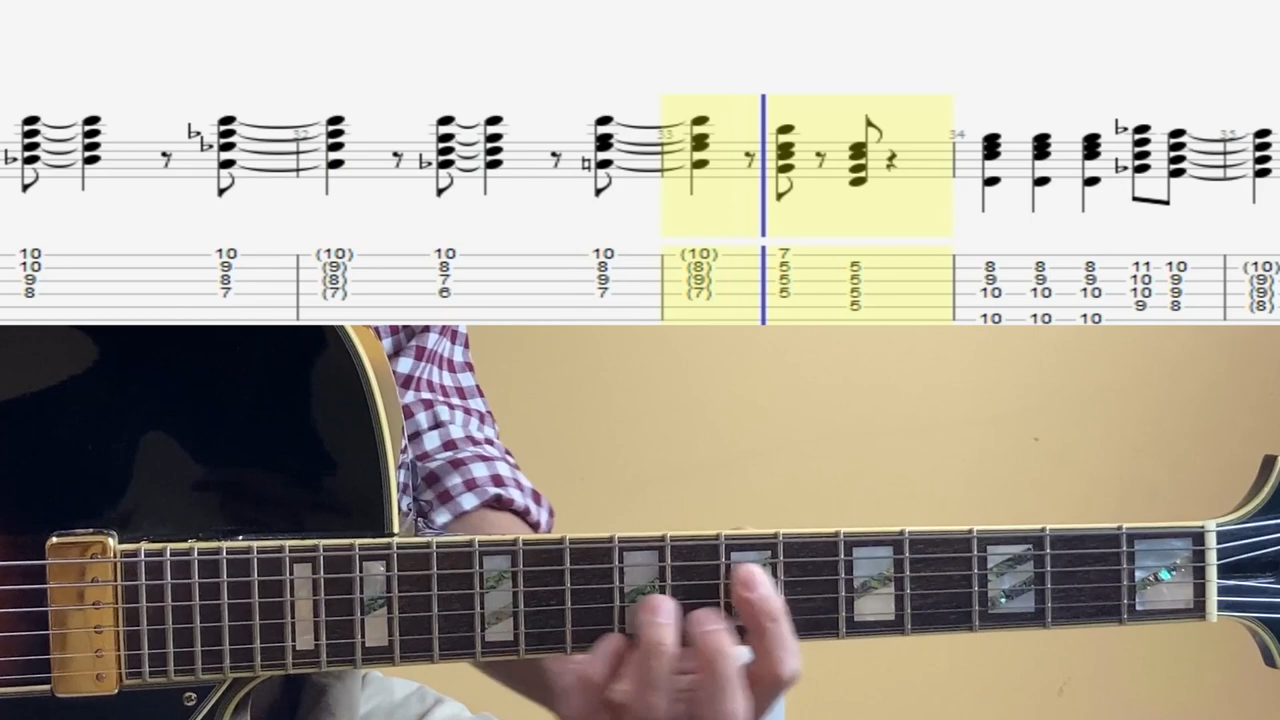 32 33 34 35
10 10 (10) 10 10 (10) 7
10 9 (9) 8 8 (8) 5 5 8 8 8 11 10 (10)
9 8 (8) 7 9 (9) 5 5 9 9 9 10 9 (9)
8 7 (7) 6 7 (7) 5 5 10 10 10 10 9 (9)
5 9 8 (8)
10 10 10